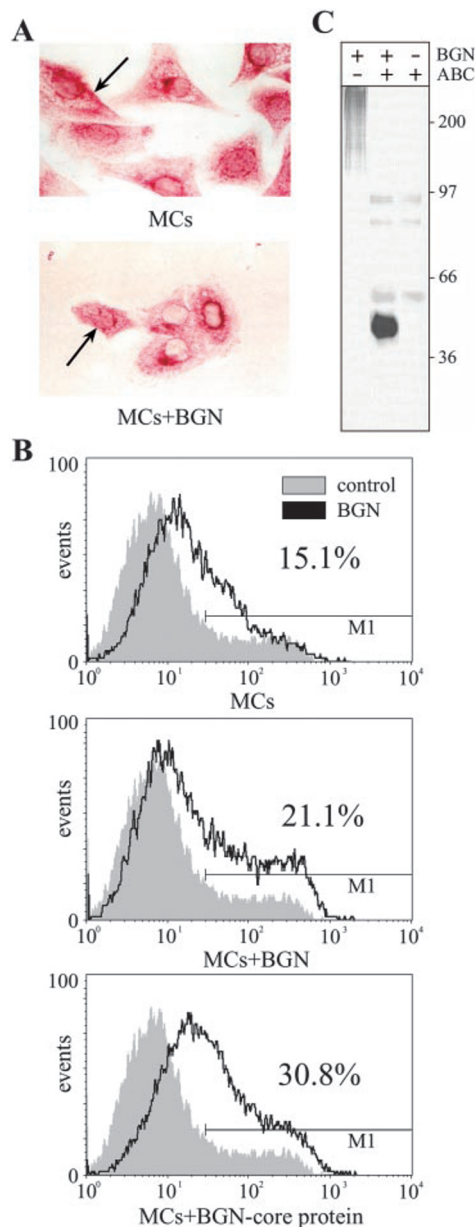 A
MCs
MCs+BGN
C
+ + − BGN
− + + ABC
200
97
66
36
B
100
events
0
control
BGN
15.1%
M1
10⁰ 10¹ 10² 10³ 10⁴
MCs
100
events
0
21.1%
M1
10⁰ 10¹ 10² 10³ 10⁴
MCs+BGN
100
events
0
30.8%
M1
10⁰ 10¹ 10² 10³ 10⁴
MCs+BGN-core protein